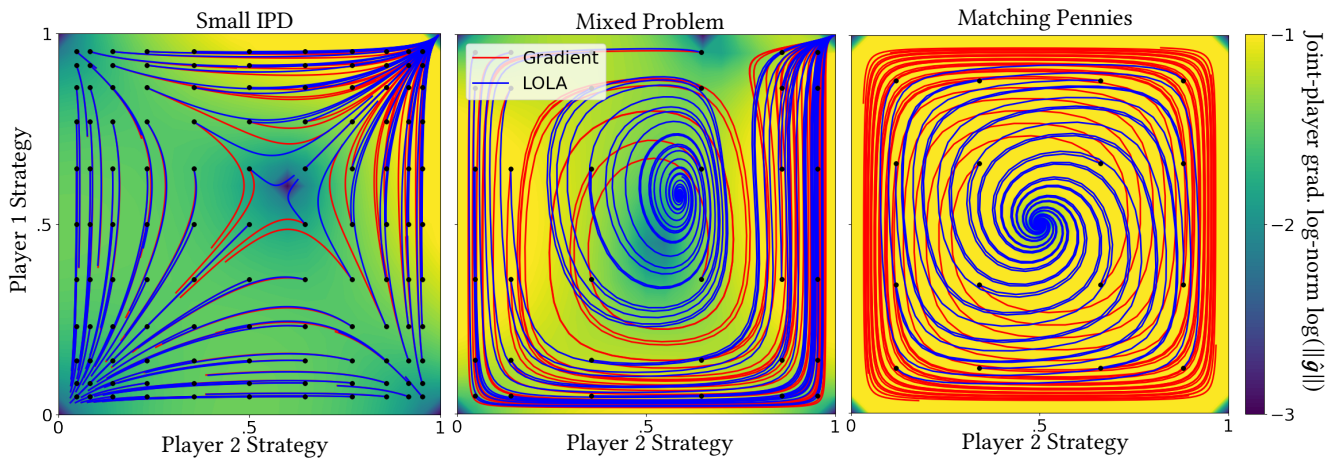 Small IPD
Mixed Problem
Matching Pennies
Gradient
LOLA
Player 1 Strategy
1
.5
0
0
.5
1
Player 2 Strategy
0
.5
1
Player 2 Strategy
0
.5
1
Player 2 Strategy
−1
−2
−3
Joint-player grad. log-norm log(||ĝ||)